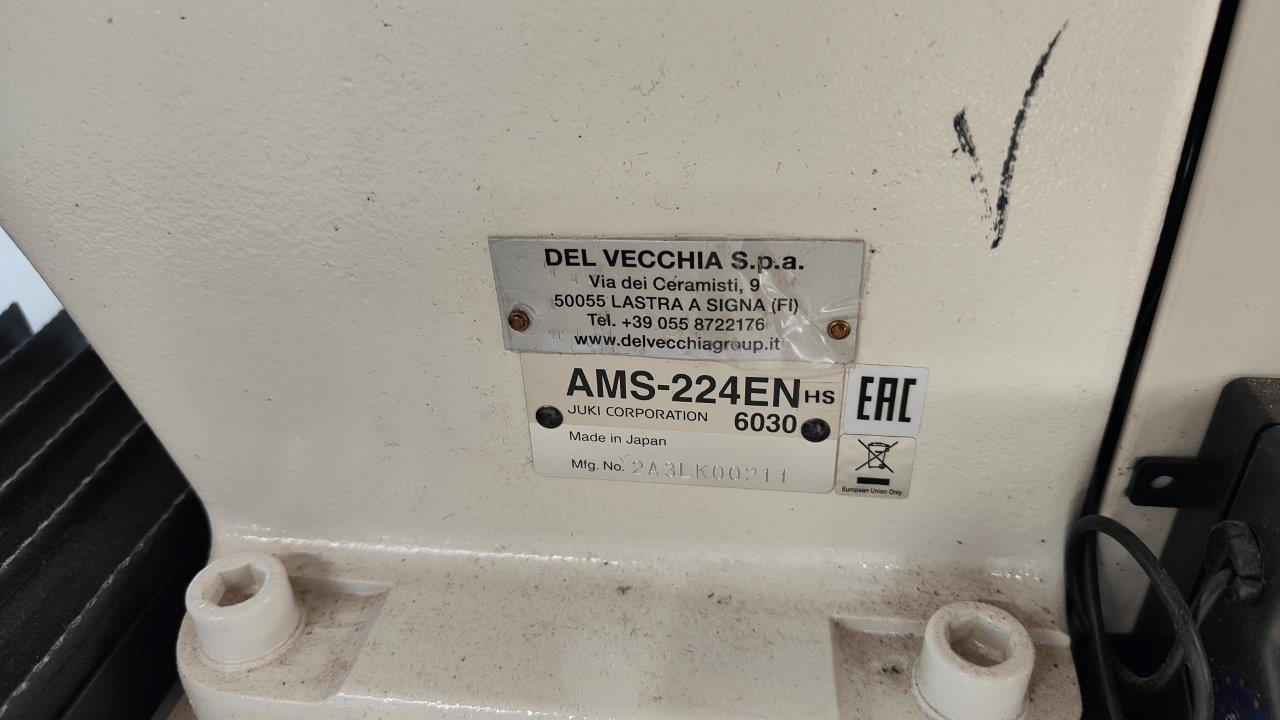 DEL VECCHIA S.p.a.
Via dei Ceramisti, 9
50055 LASTRA A SIGNA (FI)
Tel. +39 055 8722176
www.delvecchiagroup.it
AMS-224EN HS
JUKI CORPORATION 6030
Made in Japan
Mfg. No. 2A3LK00211
EAC
European Union Only